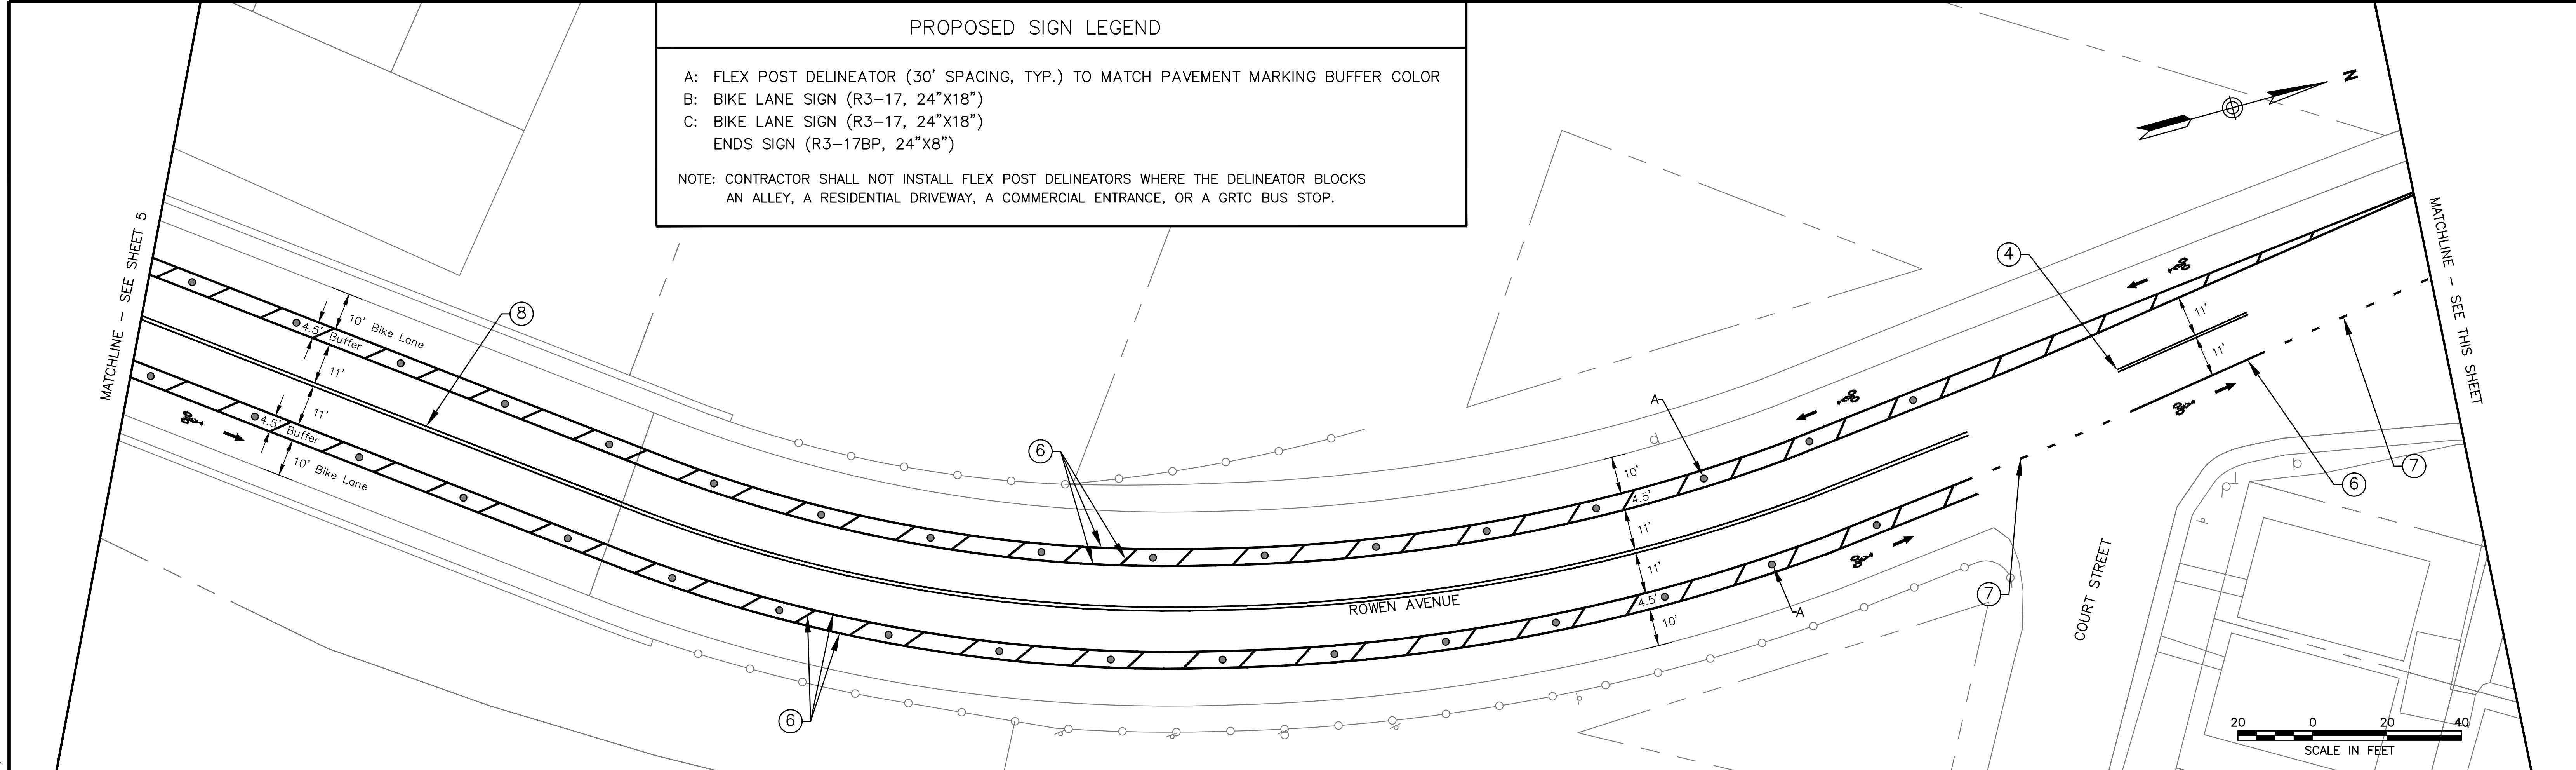 PROPOSED SIGN LEGEND
A: FLEX POST DELINEATOR (30' SPACING, TYP.) TO MATCH PAVEMENT MARKING BUFFER COLOR
B: BIKE LANE SIGN (R3-17, 24"X18")
C: BIKE LANE SIGN (R3-17, 24"X18")
ENDS SIGN (R3-17BP, 24"X8")
NOTE: CONTRACTOR SHALL NOT INSTALL FLEX POST DELINEATORS WHERE THE DELINEATOR BLOCKS
AN ALLEY, A RESIDENTIAL DRIVEWAY, A COMMERCIAL ENTRANCE, OR A GRTC BUS STOP.
N
MATCHLINE - SEE SHEET 5
10' Bike Lane
4.5' Buffer
11'
11'
4.5' Buffer
10' Bike Lane
8
6
6
A
10'
4.5'
11'
11'
4.5'
10'
A
ROWEN AVENUE
4
11'
11'
7
6
7
COURT STREET
MATCHLINE - SEE THIS SHEET
20 0 20 40
SCALE IN FEET